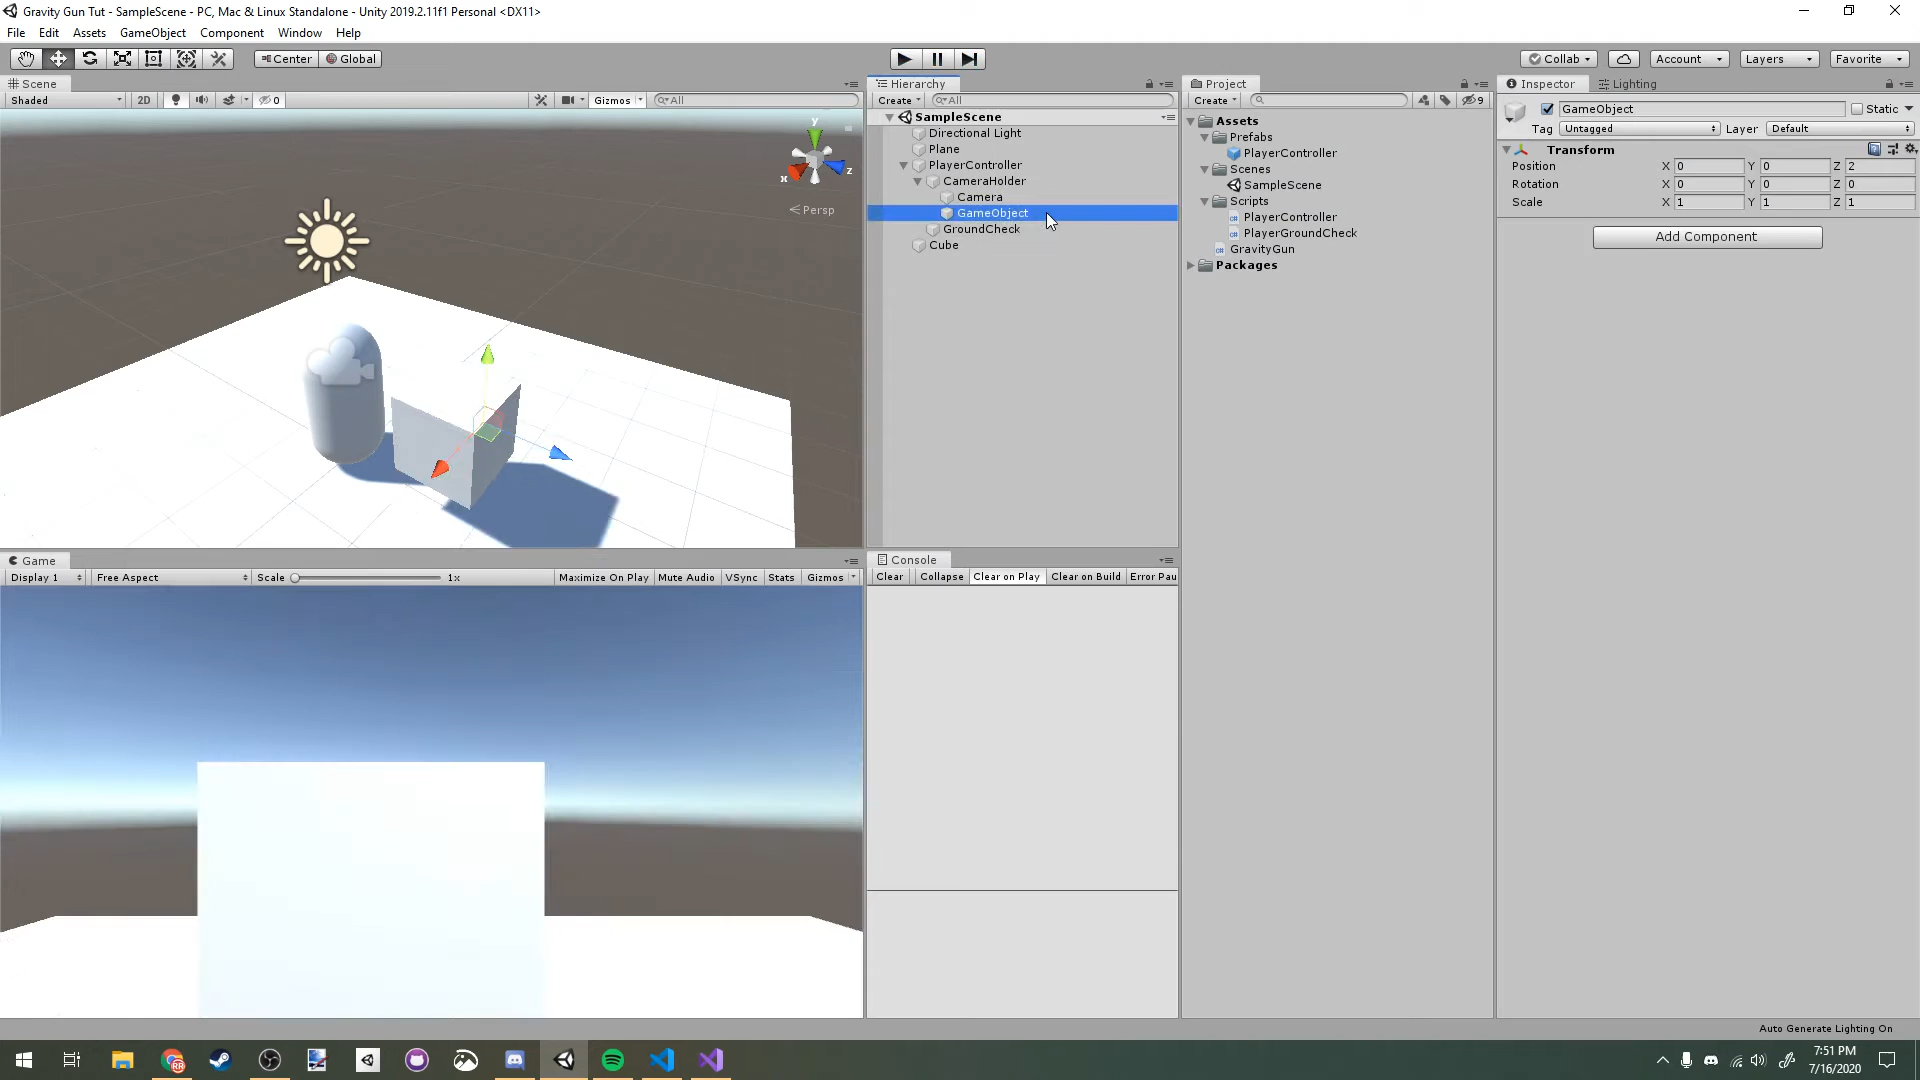 Gravity Gun Tut - SampleScene - PC, Mac & Linux Standalone - Unity 2019.2.11f1 Personal <DX11>
File Edit Assets GameObject Component Window Help
Center Global
Collab Account Layers Favorite
Scene
Shaded 2D 0 Gizmos All
y
x
z
Persp
Hierarchy
Create All
SampleScene
Directional Light
Plane
PlayerController
CameraHolder
Camera
GameObject
GroundCheck
Cube
Project
Create 9
Assets
Prefabs
PlayerController
Scenes
SampleScene
Scripts
PlayerController
PlayerGroundCheck
GravityGun
Packages
Inspector Lighting
GameObject Static
Tag Untagged Layer Default
Transform
Position X 0 Y 0 Z 2
Rotation X 0 Y 0 Z 0
Scale X 1 Y 1 Z 1
Add Component
Game
Display 1 Free Aspect Scale 1x Maximize On Play Mute Audio VSync Stats Gizmos
Console
Clear Collapse Clear on Play Clear on Build Error Pau
Auto Generate Lighting On
7:51 PM
7/16/2020